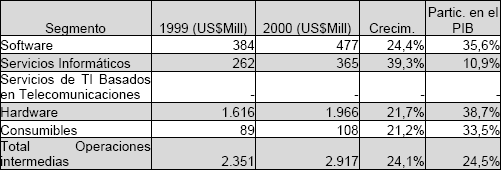 Segmento 1999 (US$Mill) 2000 (US$Mill) Crecim. Partic. en el PIB
Software 384 477 24,4% 35,6%
Servicios Informáticos 262 365 39,3% 10,9%
Servicios de TI Basados en Telecomunicaciones - - - -
Hardware 1.616 1.966 21,7% 38,7%
Consumibles 89 108 21,2% 33,5%
Total Operaciones intermedias 2.351 2.917 24,1% 24,5%